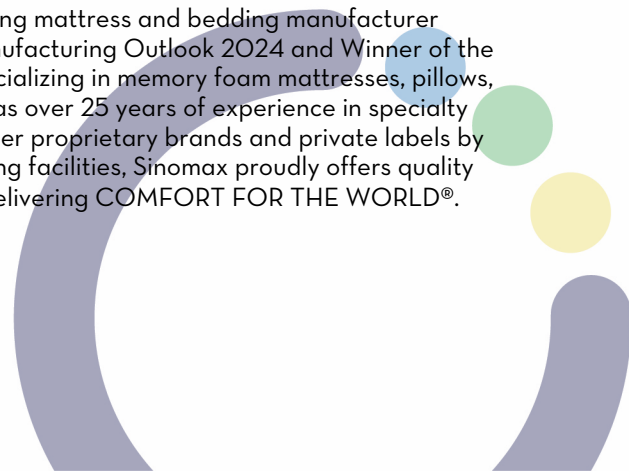 ng mattress and bedding manufacturer
ufacturing Outlook 2024 and Winner of the
cializing in memory foam mattresses, pillows,
as over 25 years of experience in specialty
er proprietary brands and private labels by
ng facilities, Sinomax proudly offers quality
elivering COMFORT FOR THE WORLD®.